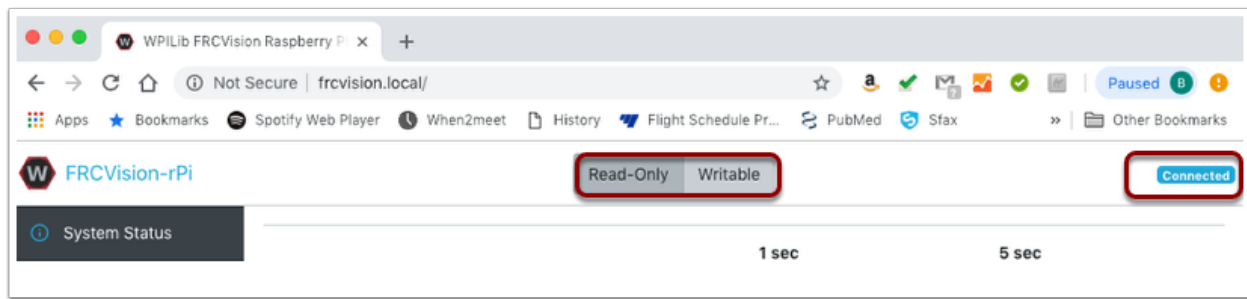 WPILib FRCVision Raspberry P
Not Secure | frcvision.local/
Paused B
Apps Bookmarks Spotify Web Player When2meet History Flight Schedule Pr... PubMed Sfax » Other Bookmarks
W FRCVision-rPi Read-Only Writable Connected
System Status
1 sec 5 sec